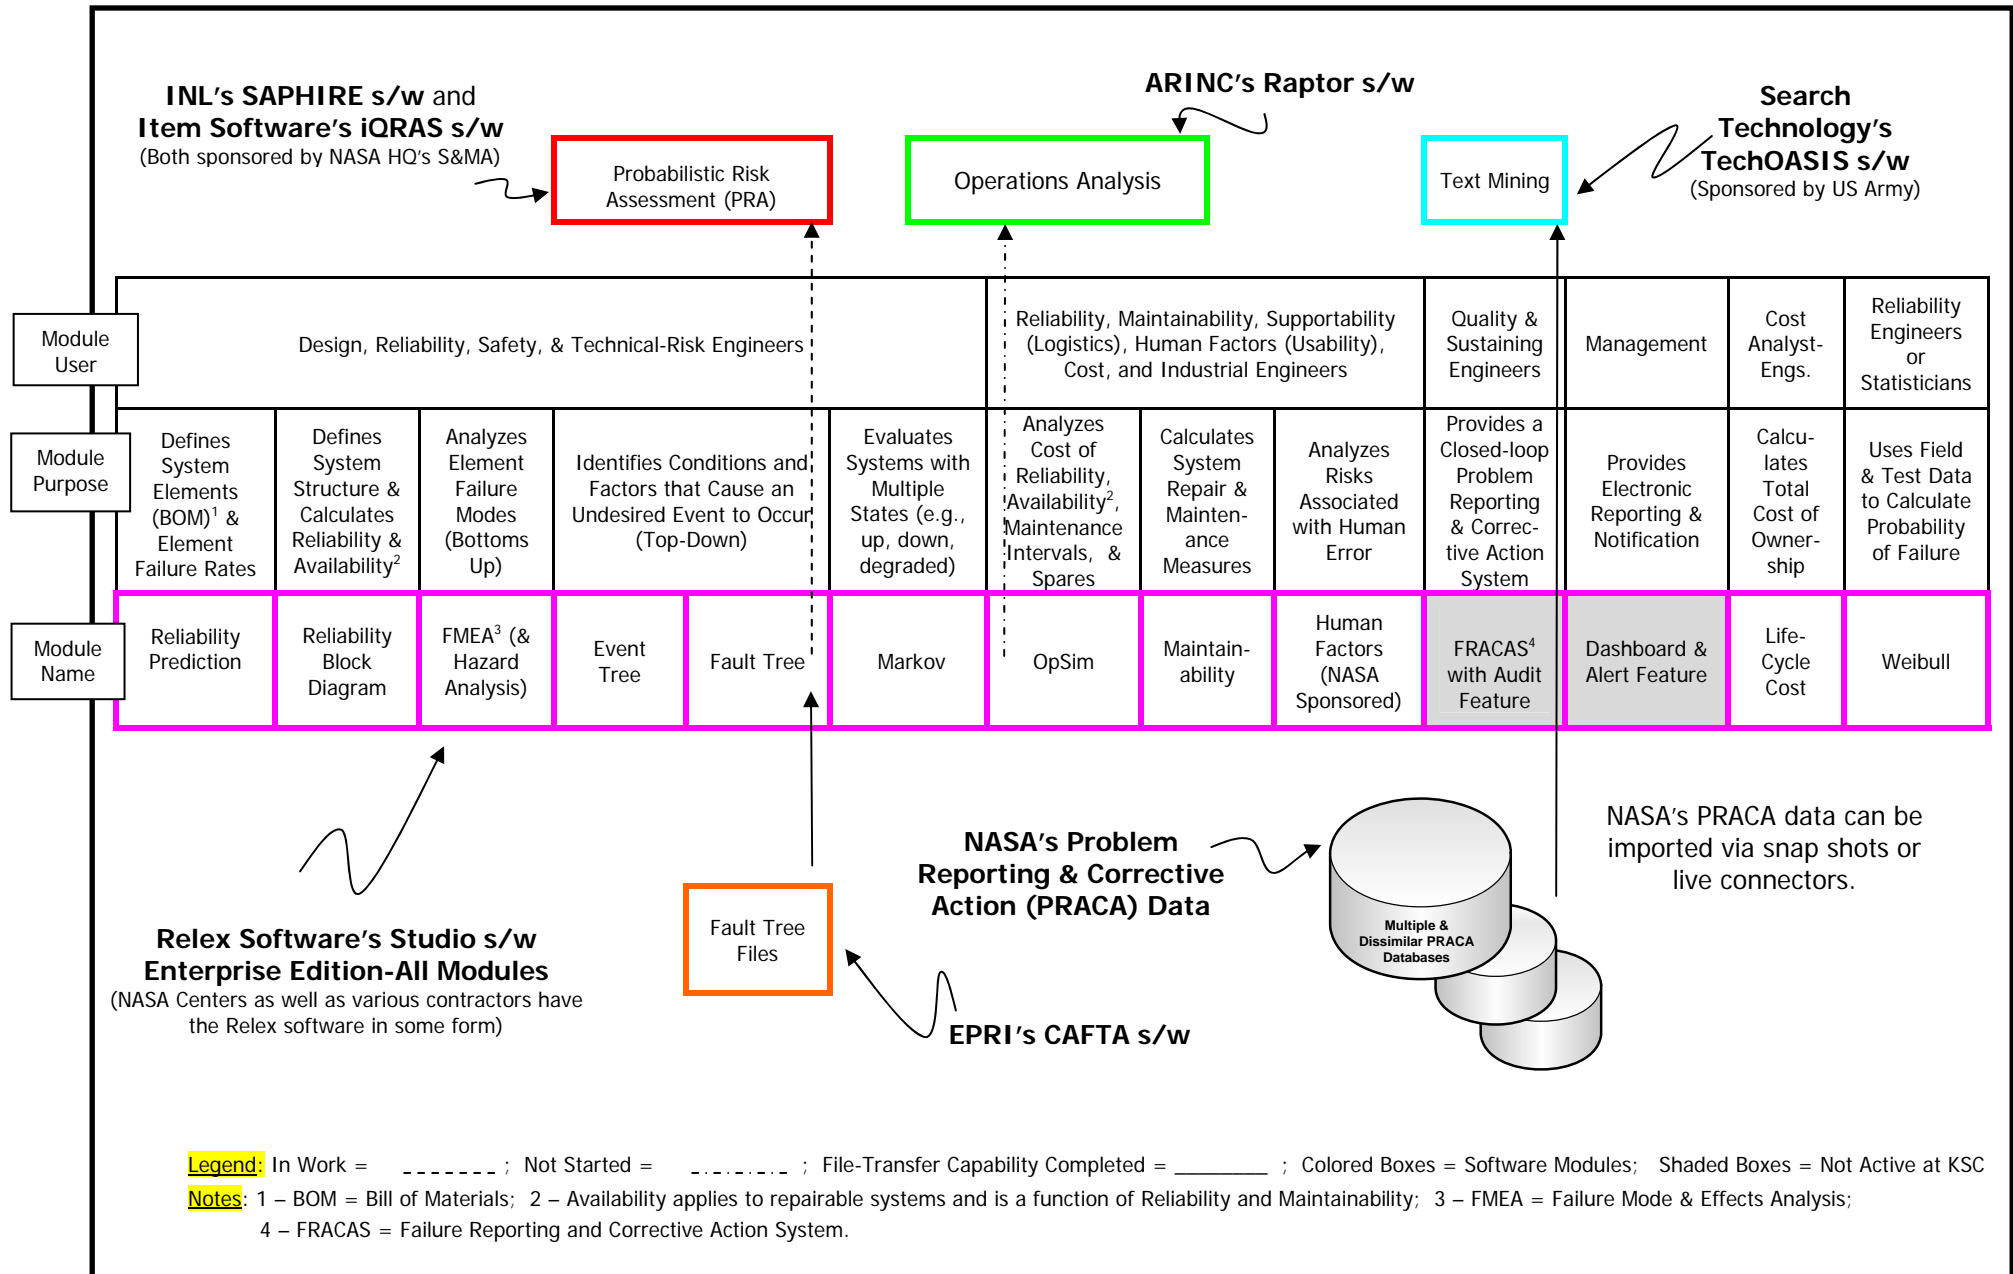 INL's SAPHIRE s/w and
Item Software's iQRAS s/w
(Both sponsored by NASA HQ's S&MA)
ARINC's Raptor s/w
Search
Technology's
TechOASIS s/w
(Sponsored by US Army)
Probabilistic Risk
Assessment (PRA)
Operations Analysis
Text Mining
Module
User
Design, Reliability, Safety, & Technical-Risk Engineers
Reliability, Maintainability, Supportability
(Logistics), Human Factors (Usability),
Cost, and Industrial Engineers
Quality &
Sustaining
Engineers
Management
Cost
Analyst-
Engs.
Reliability
Engineers
or
Statisticians
Module
Purpose
Defines
System
Elements
(BOM)1 &
Element
Failure Rates
Defines
System
Structure &
Calculates
Reliability &
Availability2
Analyzes
Element
Failure
Modes
(Bottoms
Up)
Identifies Conditions and
Factors that Cause an
Undesired Event to Occur
(Top-Down)
Evaluates
Systems with
Multiple
States (e.g.,
up, down,
degraded)
Analyzes
Cost of
Reliability,
Availability2,
Maintenance
Intervals, &
Spares
Calculates
System
Repair &
Mainten-
ance
Measures
Analyzes
Risks
Associated
with Human
Error
Provides a
Closed-loop
Problem
Reporting
& Correc-
tive Action
System
Provides
Electronic
Reporting &
Notification
Calcu-
lates
Total
Cost of
Owner-
ship
Uses Field
& Test Data
to Calculate
Probability
of Failure
Module
Name
Reliability
Prediction
Reliability
Block
Diagram
FMEA3 (&
Hazard
Analysis)
Event
Tree
Fault Tree
Markov
OpSim
Maintain-
ability
Human
Factors
(NASA
Sponsored)
FRACAS4
with Audit
Feature
Dashboard &
Alert Feature
Life-
Cycle
Cost
Weibull
Relex Software's Studio s/w
Enterprise Edition-All Modules
(NASA Centers as well as various contractors have
the Relex software in some form)
Fault Tree
Files
EPRI's CAFTA s/w
NASA's Problem
Reporting & Corrective
Action (PRACA) Data
Multiple &
Dissimilar PRACA
Databases
NASA's PRACA data can be
imported via snap shots or
live connectors.
Legend: In Work = - - - - - - - ; Not Started = _._._._._ ; File-Transfer Capability Completed = ________ ; Colored Boxes = Software Modules; Shaded Boxes = Not Active at KSC
Notes: 1 – BOM = Bill of Materials; 2 – Availability applies to repairable systems and is a function of Reliability and Maintainability; 3 – FMEA = Failure Mode & Effects Analysis;
4 – FRACAS = Failure Reporting and Corrective Action System.